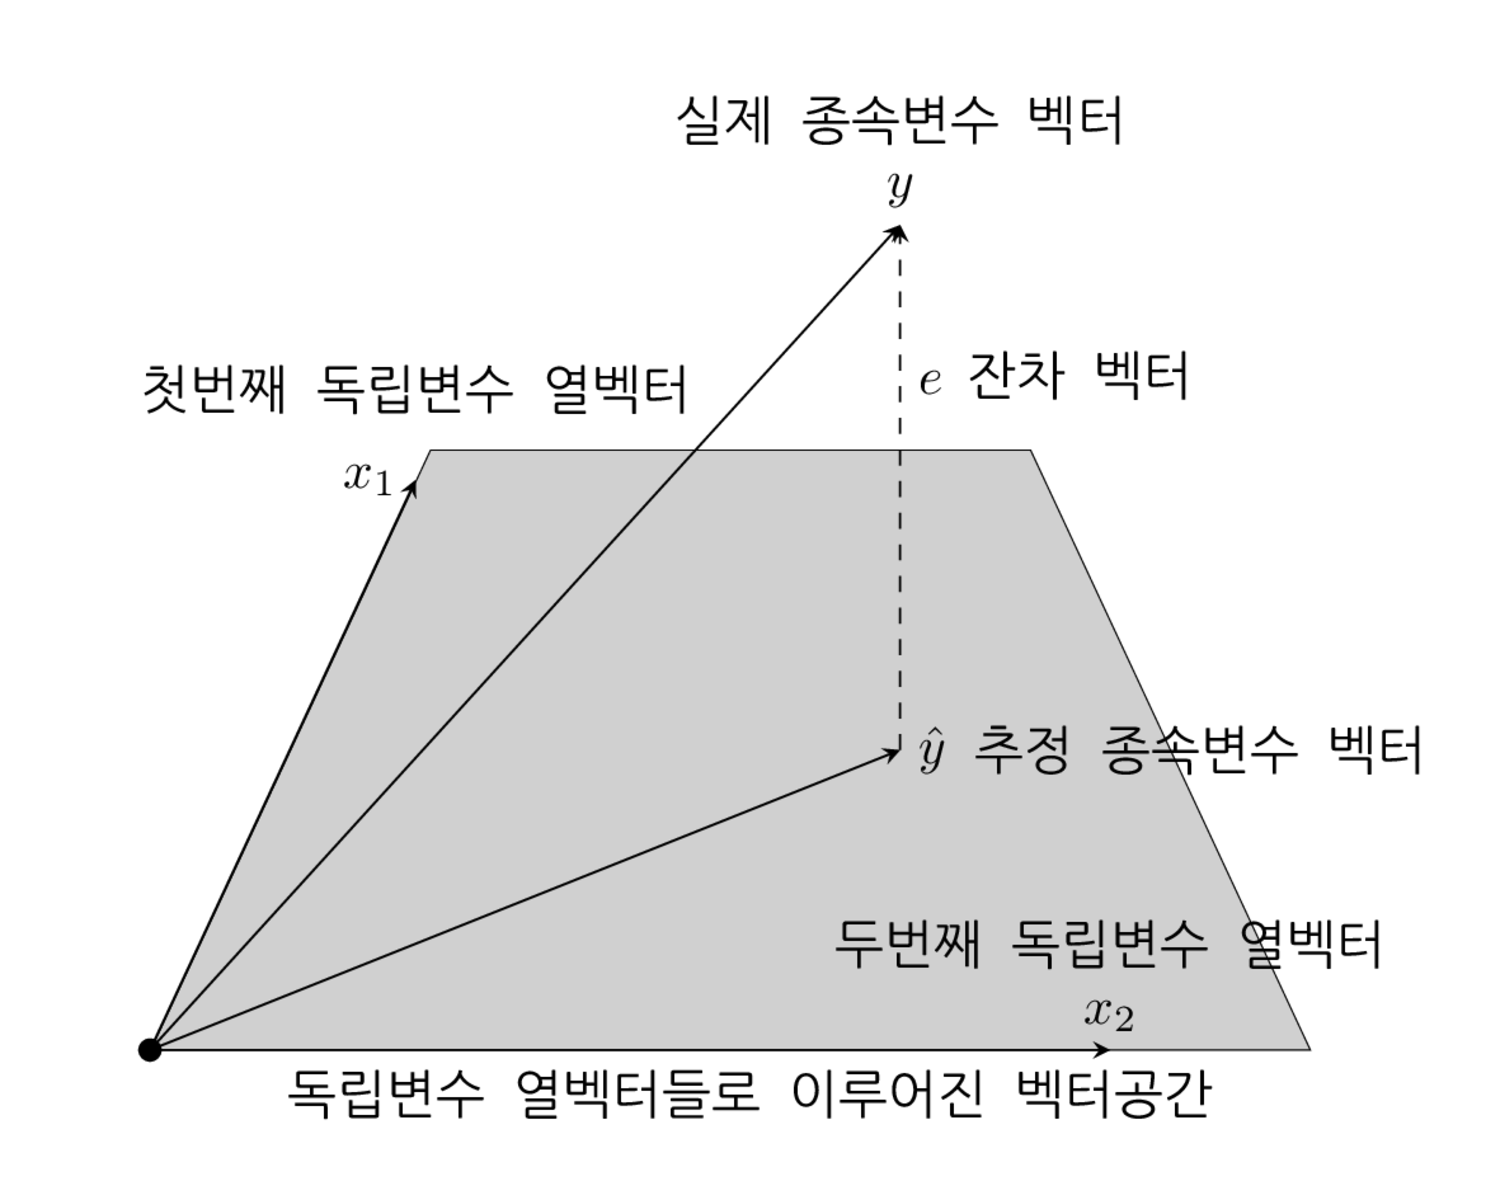 실제 종속변수 벡터
y
첫번째 독립변수 열벡터
e 잔차 벡터
x₁
ŷ 추정 종속변수 벡터
두번째 독립변수 열벡터
x₂
독립변수 열벡터들로 이루어진 벡터공간